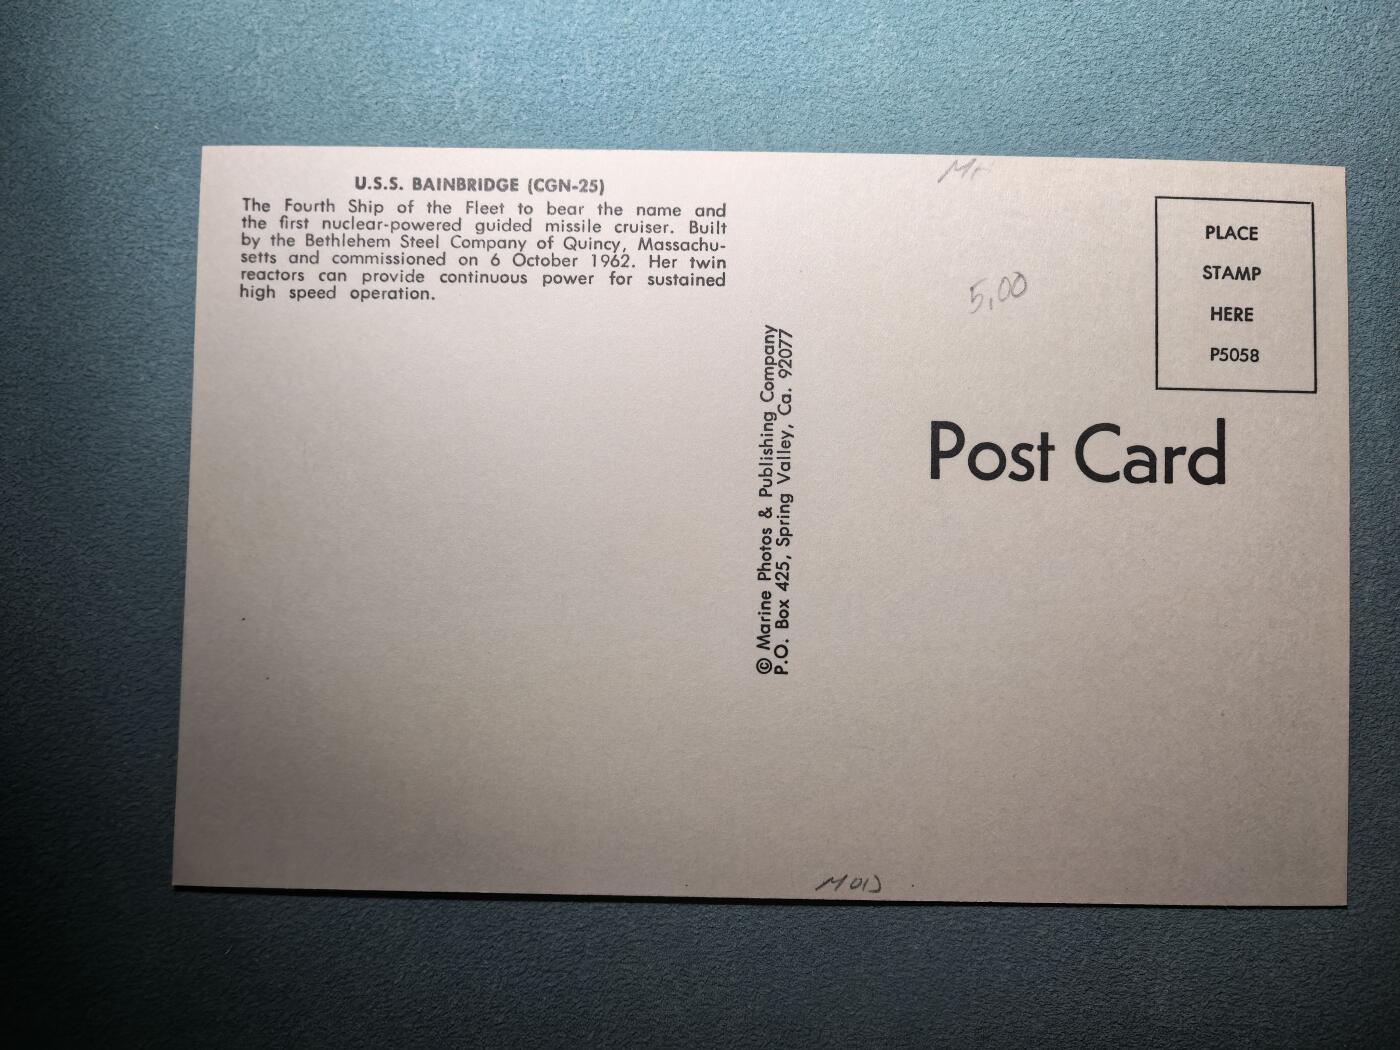 U.S.S. BAINBRIDGE (CGN-25)
The Fourth Ship of the Fleet to bear the name and
the first nuclear-powered guided missile cruiser. Built
by the Bethlehem Steel Company of Quincy, Massachu-
setts and commissioned on 6 October 1962. Her twin
reactors can provide continuous power for sustained
high speed operation.
© Marine Photos & Publishing Company
P.O. Box 425, Spring Valley, Ca. 92077
5,00
PLACE
STAMP
HERE
P5058
Post Card